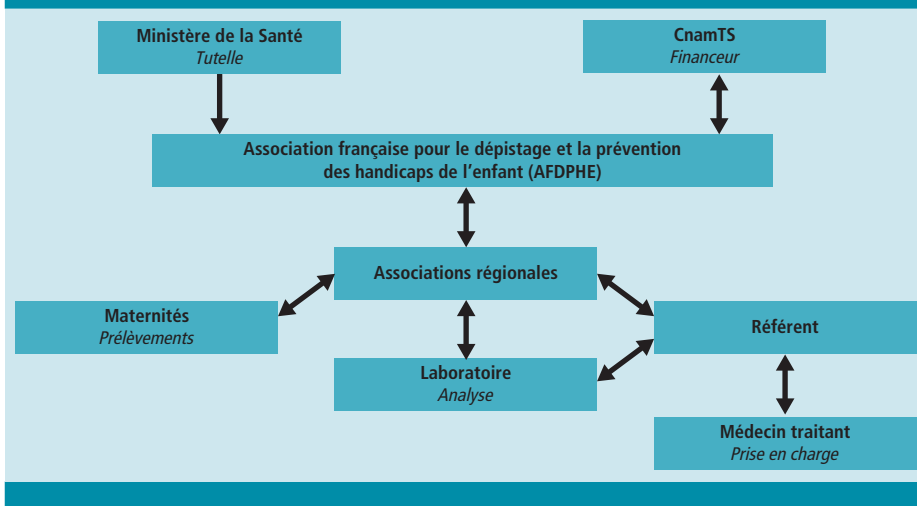 Ministère de la Santé
Tutelle
CnamTS
Financeur
Association française pour le dépistage et la prévention
des handicaps de l’enfant (AFDPHE)
Associations régionales
Maternités
Prélèvements
Référent
Laboratoire
Analyse
Médecin traitant
Prise en charge